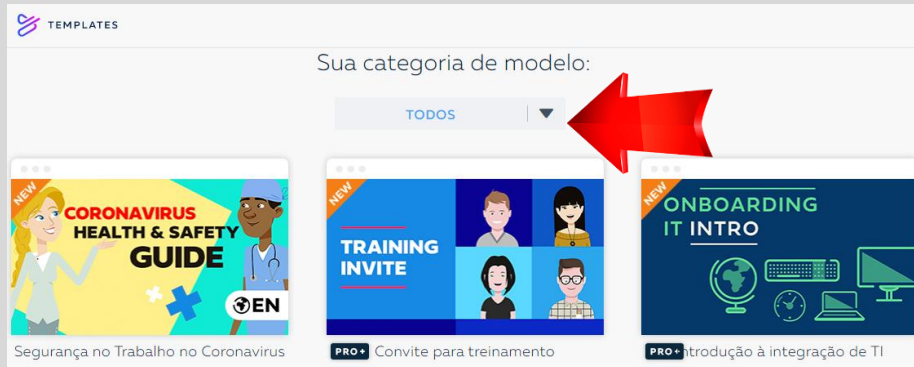 TEMPLATES
Sua categoria de modelo:
TODOS
NEW
CORONAVIRUS
HEALTH & SAFETY
GUIDE
EN
NEW
TRAINING
INVITE
NEW
ONBOARDING
IT INTRO
Segurança no Trabalho no Coronavirus
PRO+ Convite para treinamento
PRO+ ntrodução à integração de TI